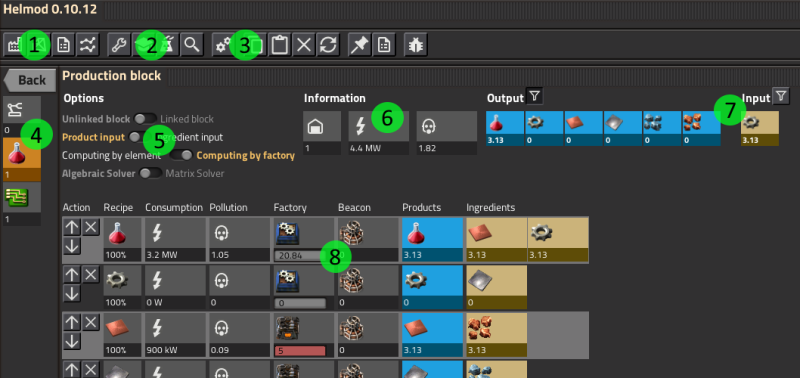 Helmod 0.10.12
1 2 3
Back
Production block
Options Information Output Input
Unlinked block Linked block
Product input Ingredient input
Computing by element Computing by factory
Algebraic Solver Matrix Solver
0 4 5 6 7
1 4.4 MW 1.82
3.13 0 0 0 0 0 3.13
1
1
Action Recipe Consumption Pollution Factory Beacon Products Ingredients
100% 3.2 MW 1.05 20.84 8 0 3.13 3.13 3.13
100% 0 W 0 0 0 0 0
100% 900 kW 0.09 5 0 3.13 3.13